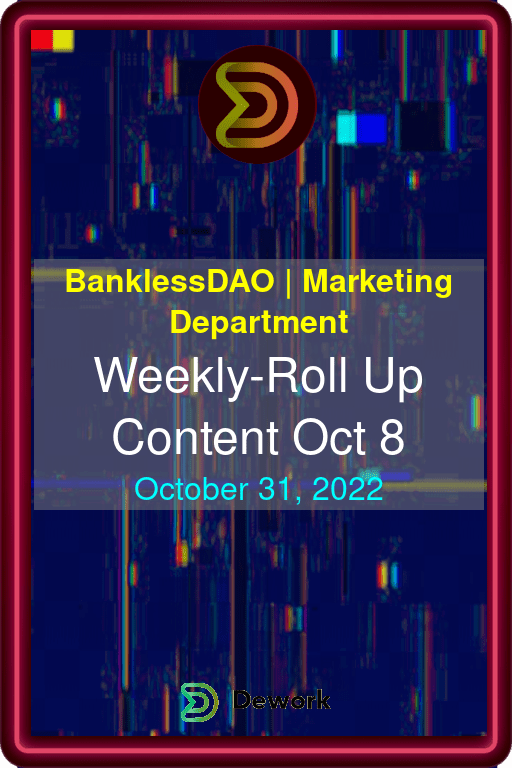 BanklessDAO | Marketing
Department
Weekly-Roll Up
Content Oct 8
October 31, 2022
Dework